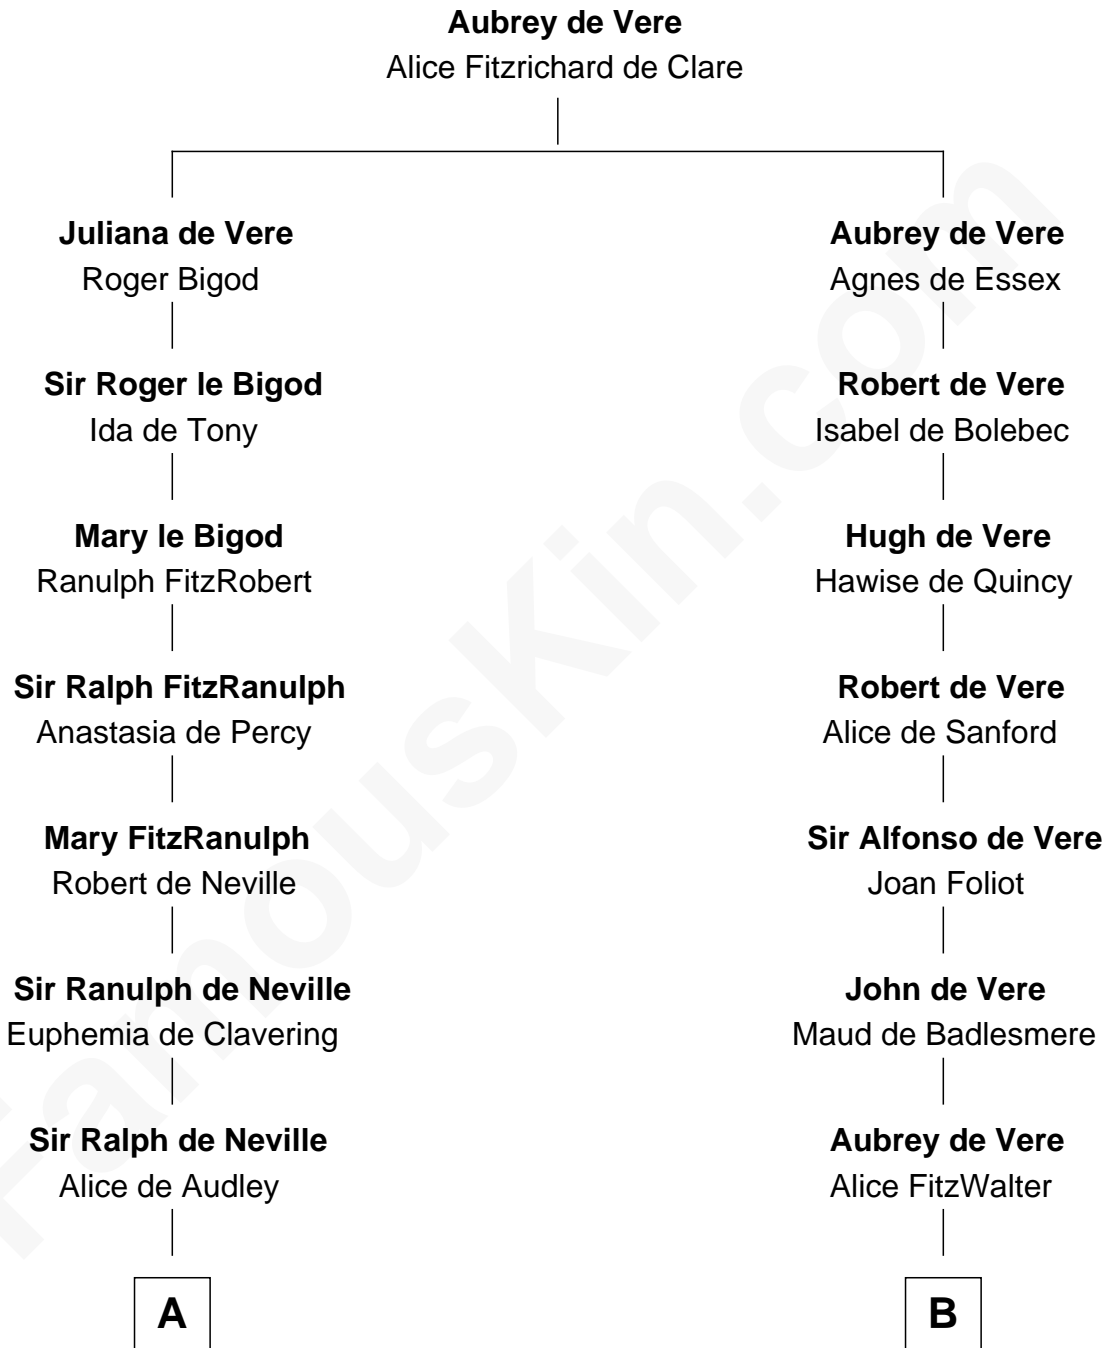 Aubrey de Vere
Alice Fitzrichard de Clare
Juliana de Vere
Roger Bigod
Aubrey de Vere
Agnes de Essex
Sir Roger le Bigod
Ida de Tony
Robert de Vere
Isabel de Bolebec
Mary le Bigod
Ranulph FitzRobert
Hugh de Vere
Hawise de Quincy
Sir Ralph FitzRanulph
Anastasia de Percy
Robert de Vere
Alice de Sanford
Mary FitzRanulph
Robert de Neville
Sir Alfonso de Vere
Joan Foliot
Sir Ranulph de Neville
Euphemia de Clavering
John de Vere
Maud de Badlesmere
Sir Ralph de Neville
Alice de Audley
Aubrey de Vere
Alice FitzWalter
A
B
FamousKin.com